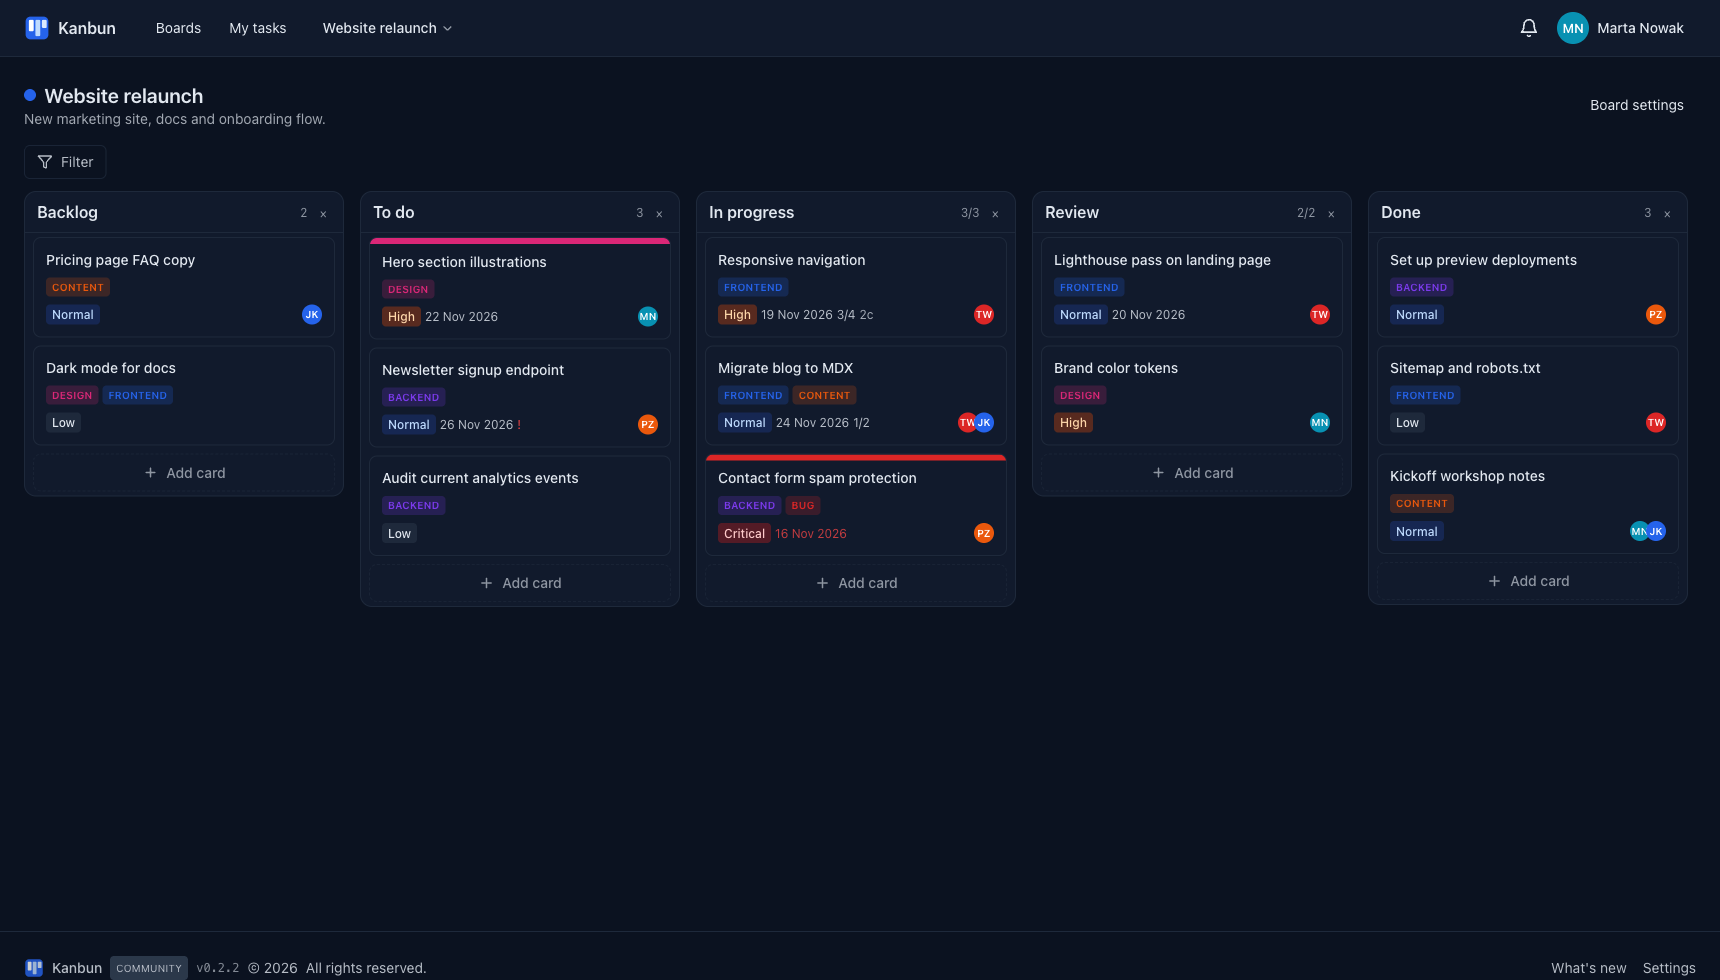 Kanbun Boards My tasks Website relaunch MN Marta Nowak
Website relaunch
New marketing site, docs and onboarding flow.
Board settings
Filter
Backlog 2 ×
Pricing page FAQ copy
CONTENT
Normal JK
Dark mode for docs
DESIGN FRONTEND
Low
+ Add card
To do 3 ×
Hero section illustrations
DESIGN
High 22 Nov 2026 MN
Newsletter signup endpoint
BACKEND
Normal 26 Nov 2026 ! PZ
Audit current analytics events
BACKEND
Low
+ Add card
In progress 3/3 ×
Responsive navigation
FRONTEND
High 19 Nov 2026 3/4 2c TW
Migrate blog to MDX
FRONTEND CONTENT
Normal 24 Nov 2026 1/2 TW JK
Contact form spam protection
BACKEND BUG
Critical 16 Nov 2026 PZ
+ Add card
Review 2/2 ×
Lighthouse pass on landing page
FRONTEND
Normal 20 Nov 2026 TW
Brand color tokens
DESIGN
High MN
+ Add card
Done 3 ×
Set up preview deployments
BACKEND
Normal PZ
Sitemap and robots.txt
FRONTEND
Low TW
Kickoff workshop notes
CONTENT
Normal MN JK
+ Add card
Kanbun COMMUNITY v0.2.2 © 2026 All rights reserved. What's new Settings